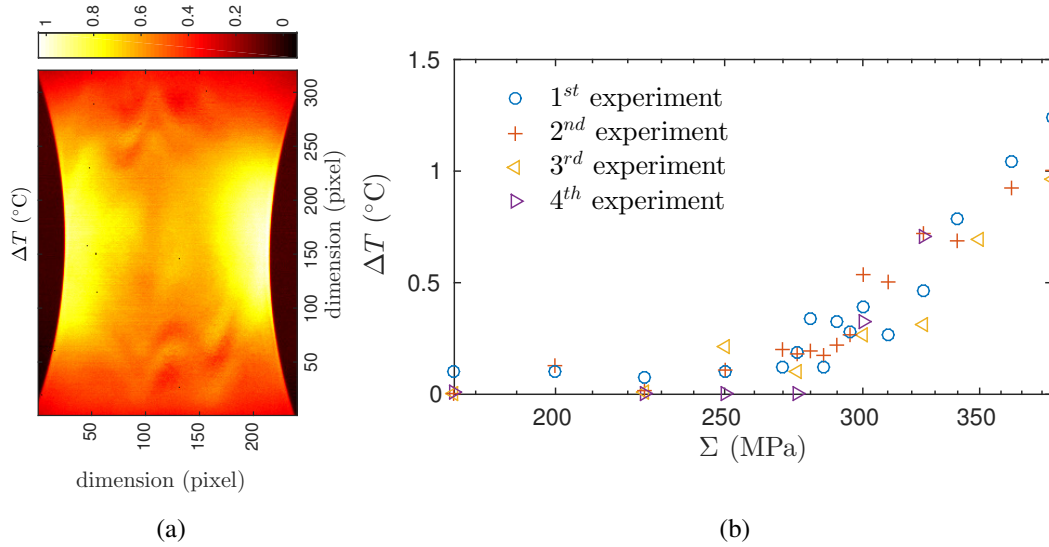 1 0.8 0.6 0.4 0.2 0
ΔT (°C)
300
250
200
150
100
50
dimension (pixel)
50 100 150 200
dimension (pixel)
(a)
1.5
1
0.5
0
ΔT (°C)
1st experiment
2nd experiment
3rd experiment
4th experiment
200 250 300 350
Σ (MPa)
(b)